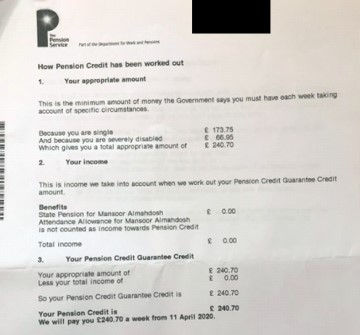 The
Pension
Service
Part of the Department for Work and Pensions
How Pension Credit has been worked out
1. Your appropriate amount
This is the minimum amount of money the Government says you must have each week taking
account of specific circumstances.
Because you are single £ 173.75
And because you are severely disabled £ 66.95
Which gives you a total appropriate amount of £ 240.70
2. Your income
This is income we take into account when we work out your Pension Credit Guarantee Credit
amount.
Benefits
State Pension for Mansoor Almahdosh £ 0.00
Attendance Allowance for Mansoor Almahdosh
is not counted as income towards Pension Credit
Total income £ 0.00
3. Your Pension Credit Guarantee Credit
Your appropriate amount of £ 240.70
Less your total income of £ 0.00
So your Pension Credit Guarantee Credit is £ 240.70
Your Pension Credit is £ 240.70
We will pay you £240.70 a week from 11 April 2020.